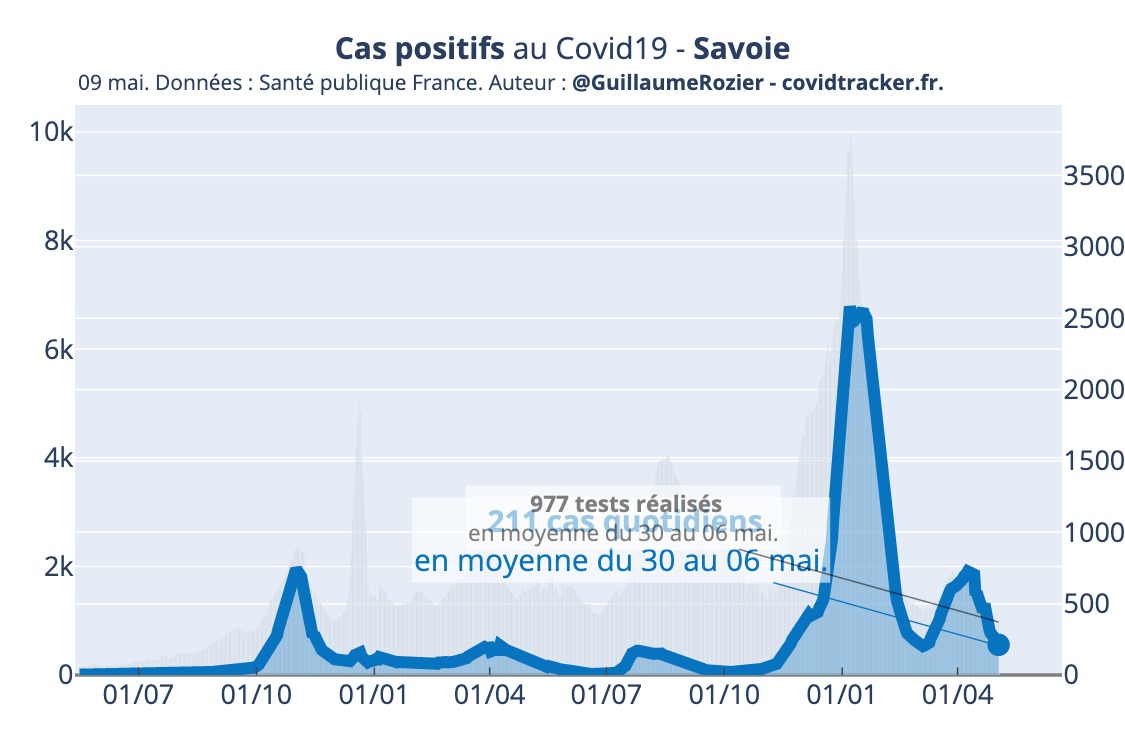 Cas positifs au Covid19 - Savoie
09 mai. Données : Santé publique France. Auteur : @GuillaumeRozier - covidtracker.fr.
10k
8k
6k
4k
2k
0
3500
3000
2500
2000
1500
1000
500
0
977 tests réalisés
211 cas quotidiens
en moyenne du 30 au 06 mai.
en moyenne du 30 au 06 mai.
01/07
01/10
01/01
01/04
01/07
01/10
01/01
01/04